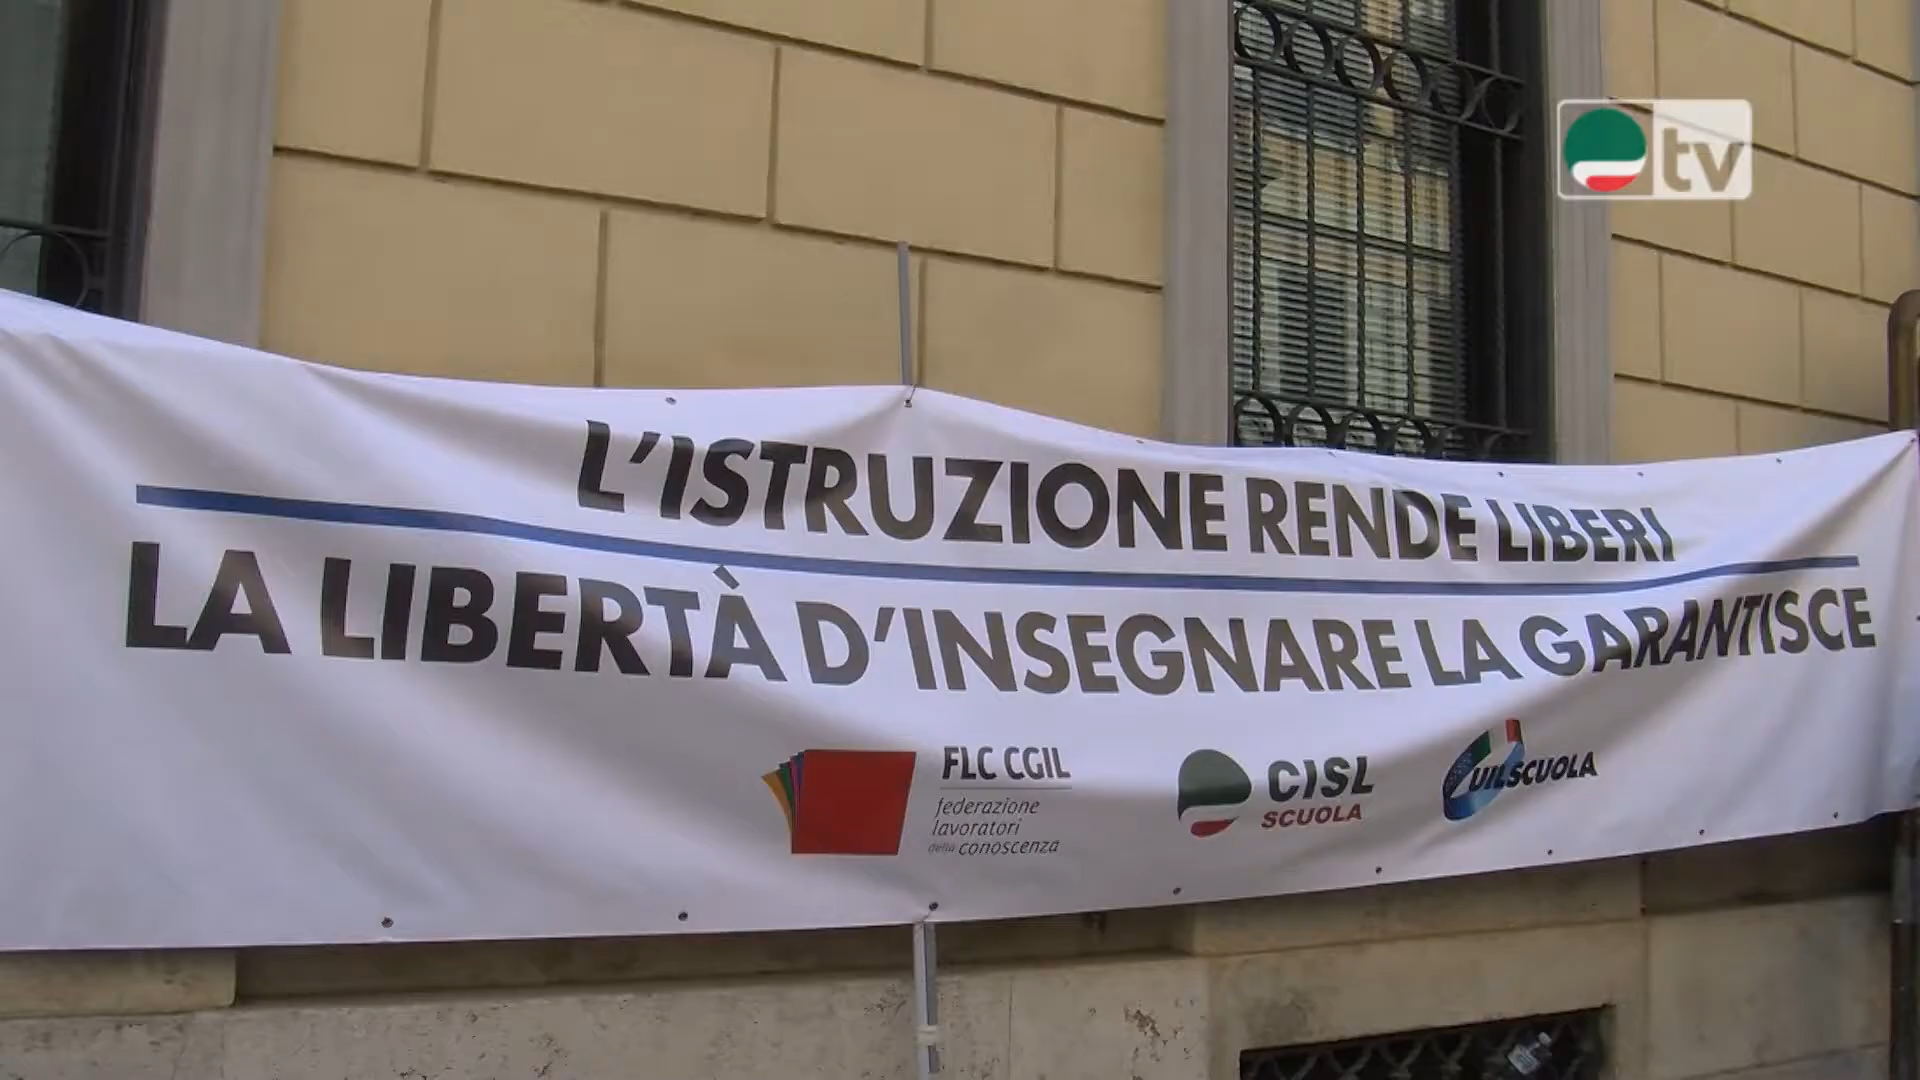 tv
L'ISTRUZIONE RENDE LIBERI
LA LIBERTÀ D'INSEGNARE LA GARANTISCE
FLC CGIL
federazione
lavoratori
della conoscenza
CISL
SCUOLA
UILSCUOLA